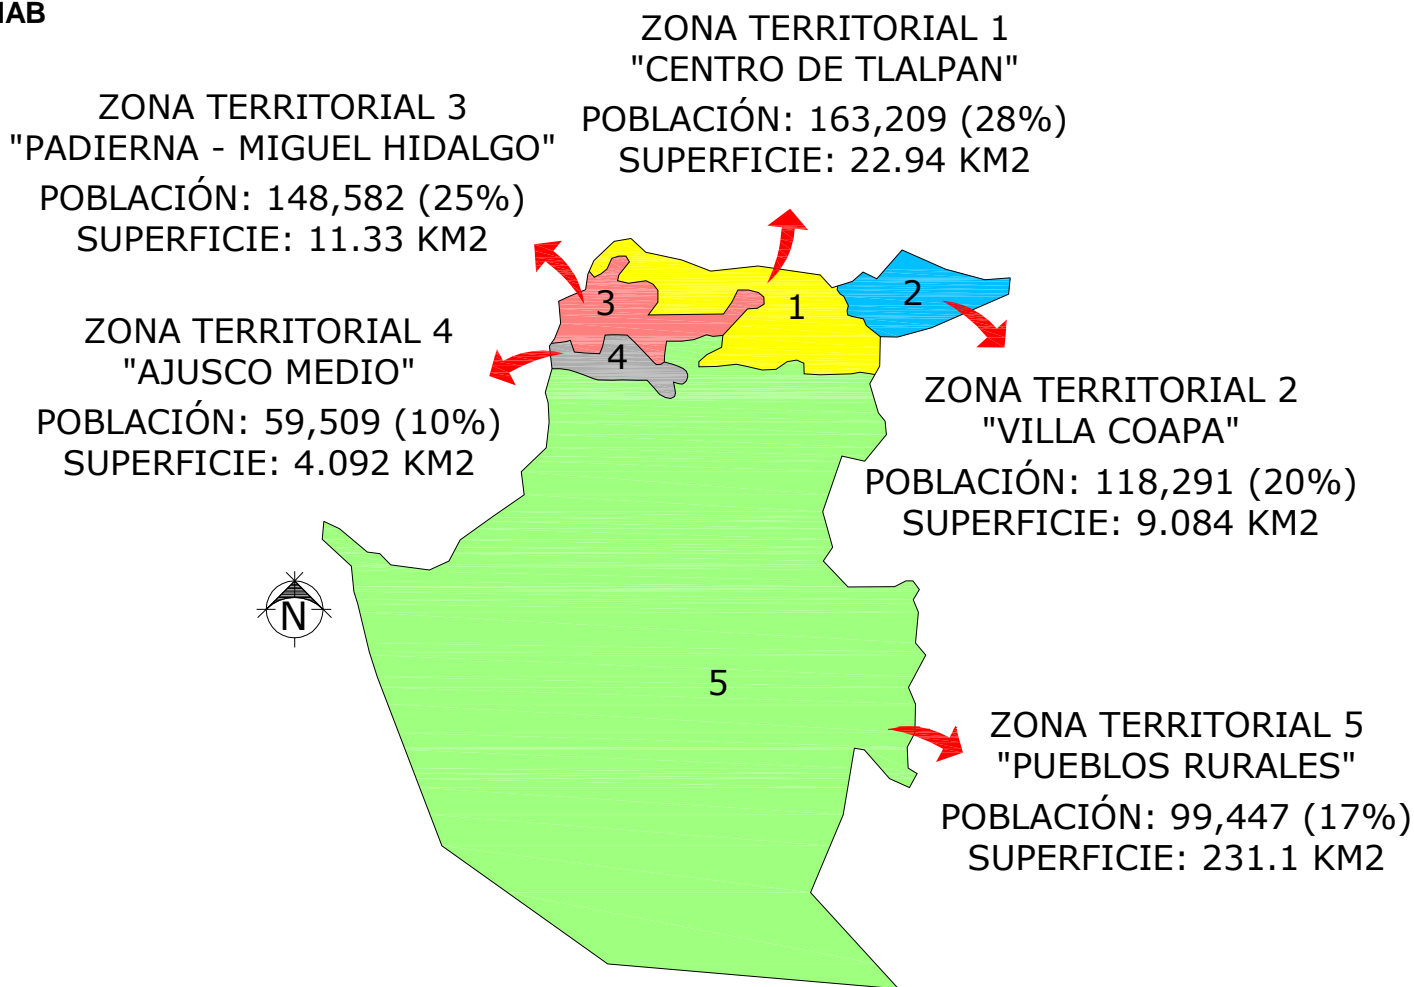 ZONA TERRITORIAL 1
"CENTRO DE TLALPAN"
POBLACIÓN: 163,209 (28%)
SUPERFICIE: 22.94 KM2
ZONA TERRITORIAL 3
"PADIERNA - MIGUEL HIDALGO"
POBLACIÓN: 148,582 (25%)
SUPERFICIE: 11.33 KM2
3
1
2
4
ZONA TERRITORIAL 4
"AJUSCO MEDIO"
POBLACIÓN: 59,509 (10%)
SUPERFICIE: 4.092 KM2
ZONA TERRITORIAL 2
"VILLA COAPA"
POBLACIÓN: 118,291 (20%)
SUPERFICIE: 9.084 KM2
N
5
ZONA TERRITORIAL 5
"PUEBLOS RURALES"
POBLACIÓN: 99,447 (17%)
SUPERFICIE: 231.1 KM2